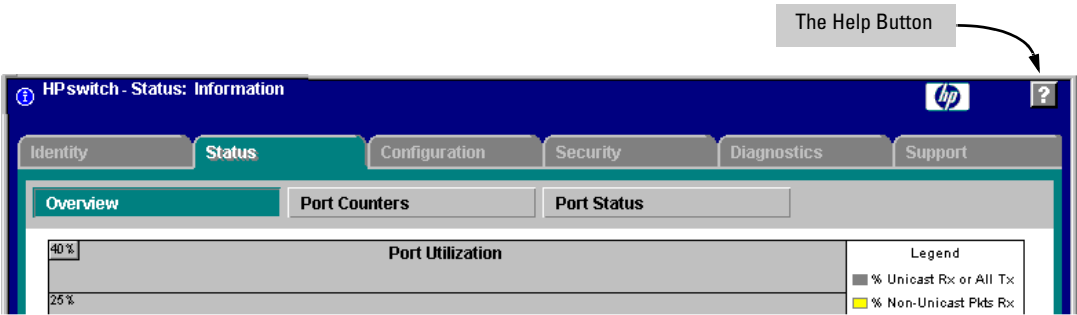 The Help Button
HPswitch - Status: Information
hp
?
Identity Status Configuration Security Diagnostics Support
Overview Port Counters Port Status
40% Port Utilization Legend
% Unicast Rx or All Tx
25% % Non-Unicast Pkts Rx